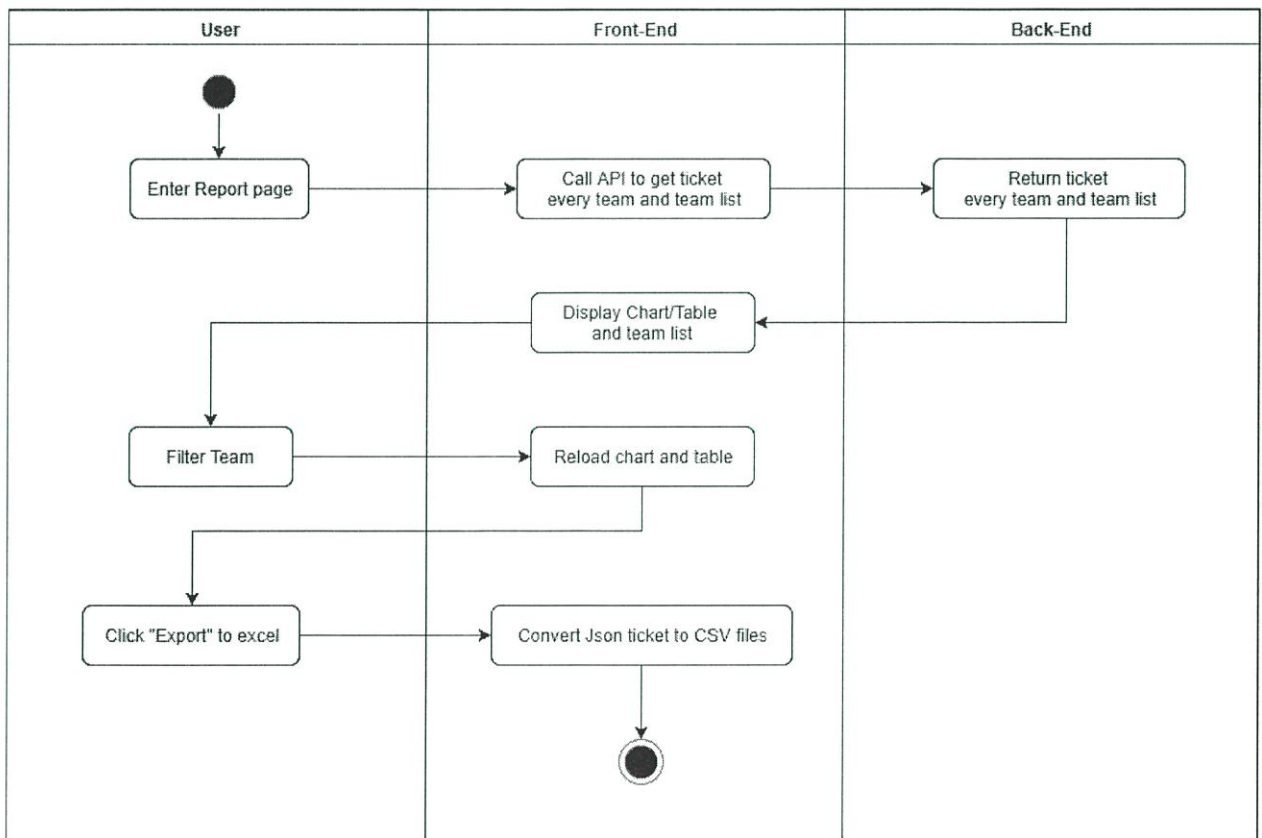 User
Front-End
Back-End
Enter Report page
Call API to get ticket
every team and team list
Return ticket
every team and team list
Display Chart/Table
and team list
Filter Team
Reload chart and table
Click "Export" to excel
Convert Json ticket to CSV files